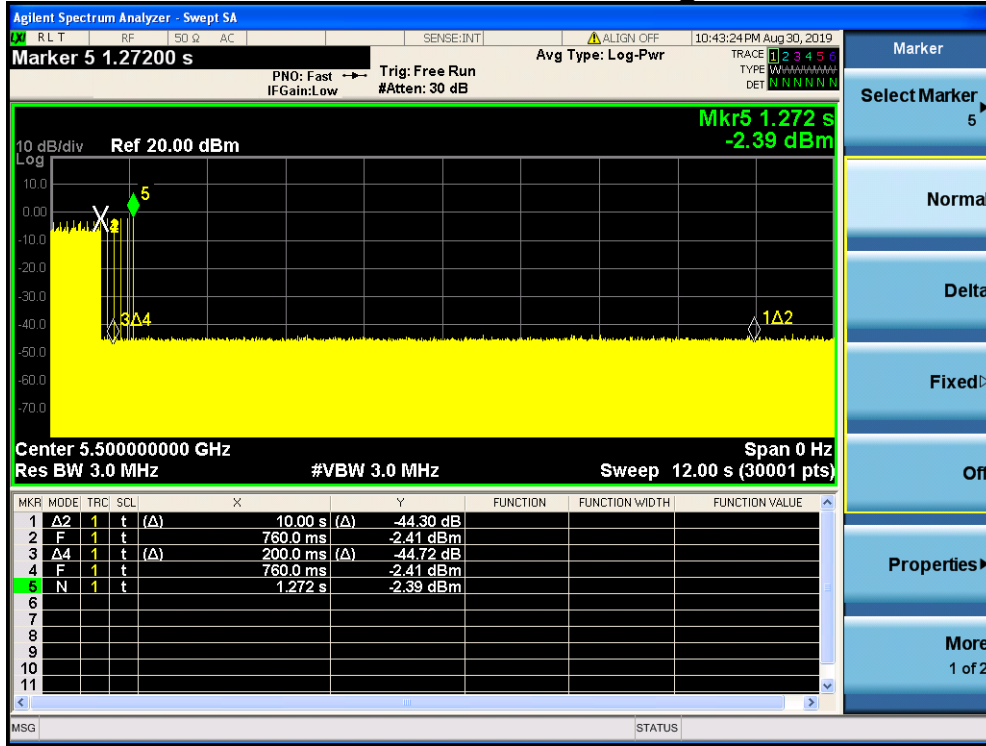 Agilent Spectrum Analyzer - Swept SA
LXI RLT RF 50 Ω AC SENSE:INT ALIGN OFF 10:43:24 PM Aug 30, 2019
Marker 5 1.27200 s
PNO: Fast
IFGain:Low
Trig: Free Run
#Atten: 30 dB
Avg Type: Log-Pwr
TRACE 1 2 3 4 5 6
TYPE WWWWWW
DET N N N N N N
Mkr5 1.272 s
-2.39 dBm
10 dB/div Ref 20.00 dBm
Log
10.0
0.00
-10.0
-20.0
-30.0
-40.0
-50.0
-60.0
-70.0
5
2
3Δ4
1Δ2
Center 5.500000000 GHz Span 0 Hz
Res BW 3.0 MHz #VBW 3.0 MHz Sweep 12.00 s (30001 pts)
MKR MODE TRC SCL X Y FUNCTION FUNCTION WIDTH FUNCTION VALUE
1 Δ2 1 t (Δ) 10.00 s (Δ) -44.30 dB
2 F 1 t 760.0 ms -2.41 dBm
3 Δ4 1 t (Δ) 200.0 ms (Δ) -44.72 dB
4 F 1 t 760.0 ms -2.41 dBm
5 N 1 t 1.272 s -2.39 dBm
6
7
8
9
10
11
MSG STATUS
Marker
Select Marker
5
Normal
Delta
Fixed
Off
Properties
More
1 of 2